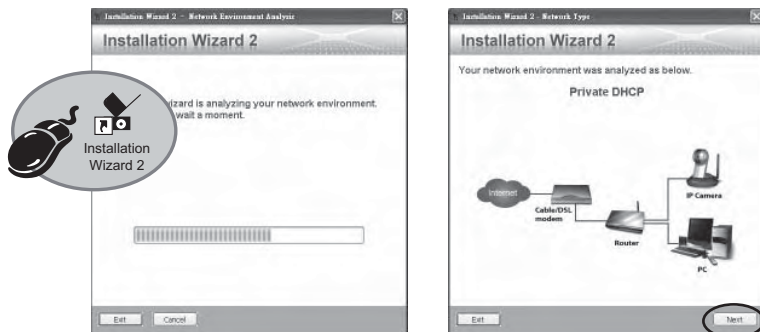 Installation Wizard 2 - Network Environment Analysis
Installation Wizard 2
izard is analyzing your network environment.
wait a moment.
Installation
Wizard 2
Exit
Cancel
Installation Wizard 2 - Network Type
Installation Wizard 2
Your network environment was analyzed as below.
Private DHCP
Internet
Cable/DSL
modem
Router
IP Camera
PC
Exit
Next